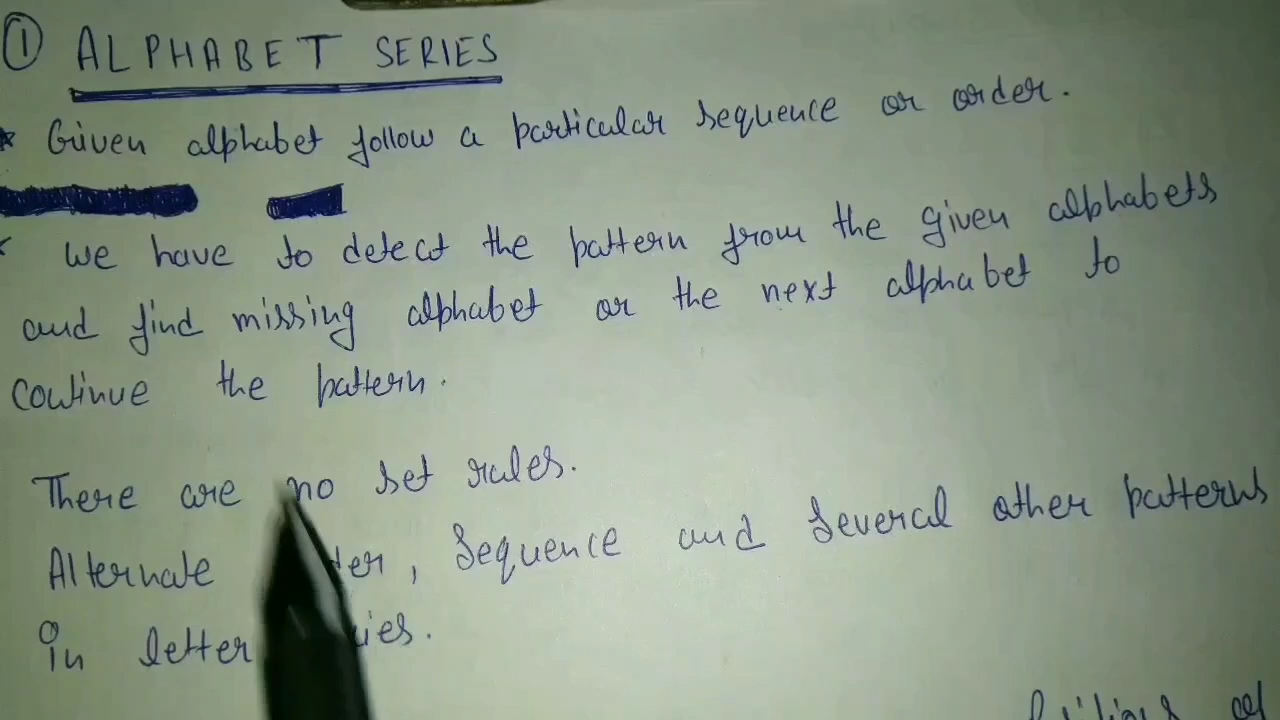 ① ALPHABET SERIES
* Given alphabet follow a particular sequence or order.
We have to detect the pattern from the given alphabets
and find missing alphabet or the next alphabet to
continue the pattern.
There are no set rules.
Alternate , Sequence and Several other patterns
In letter